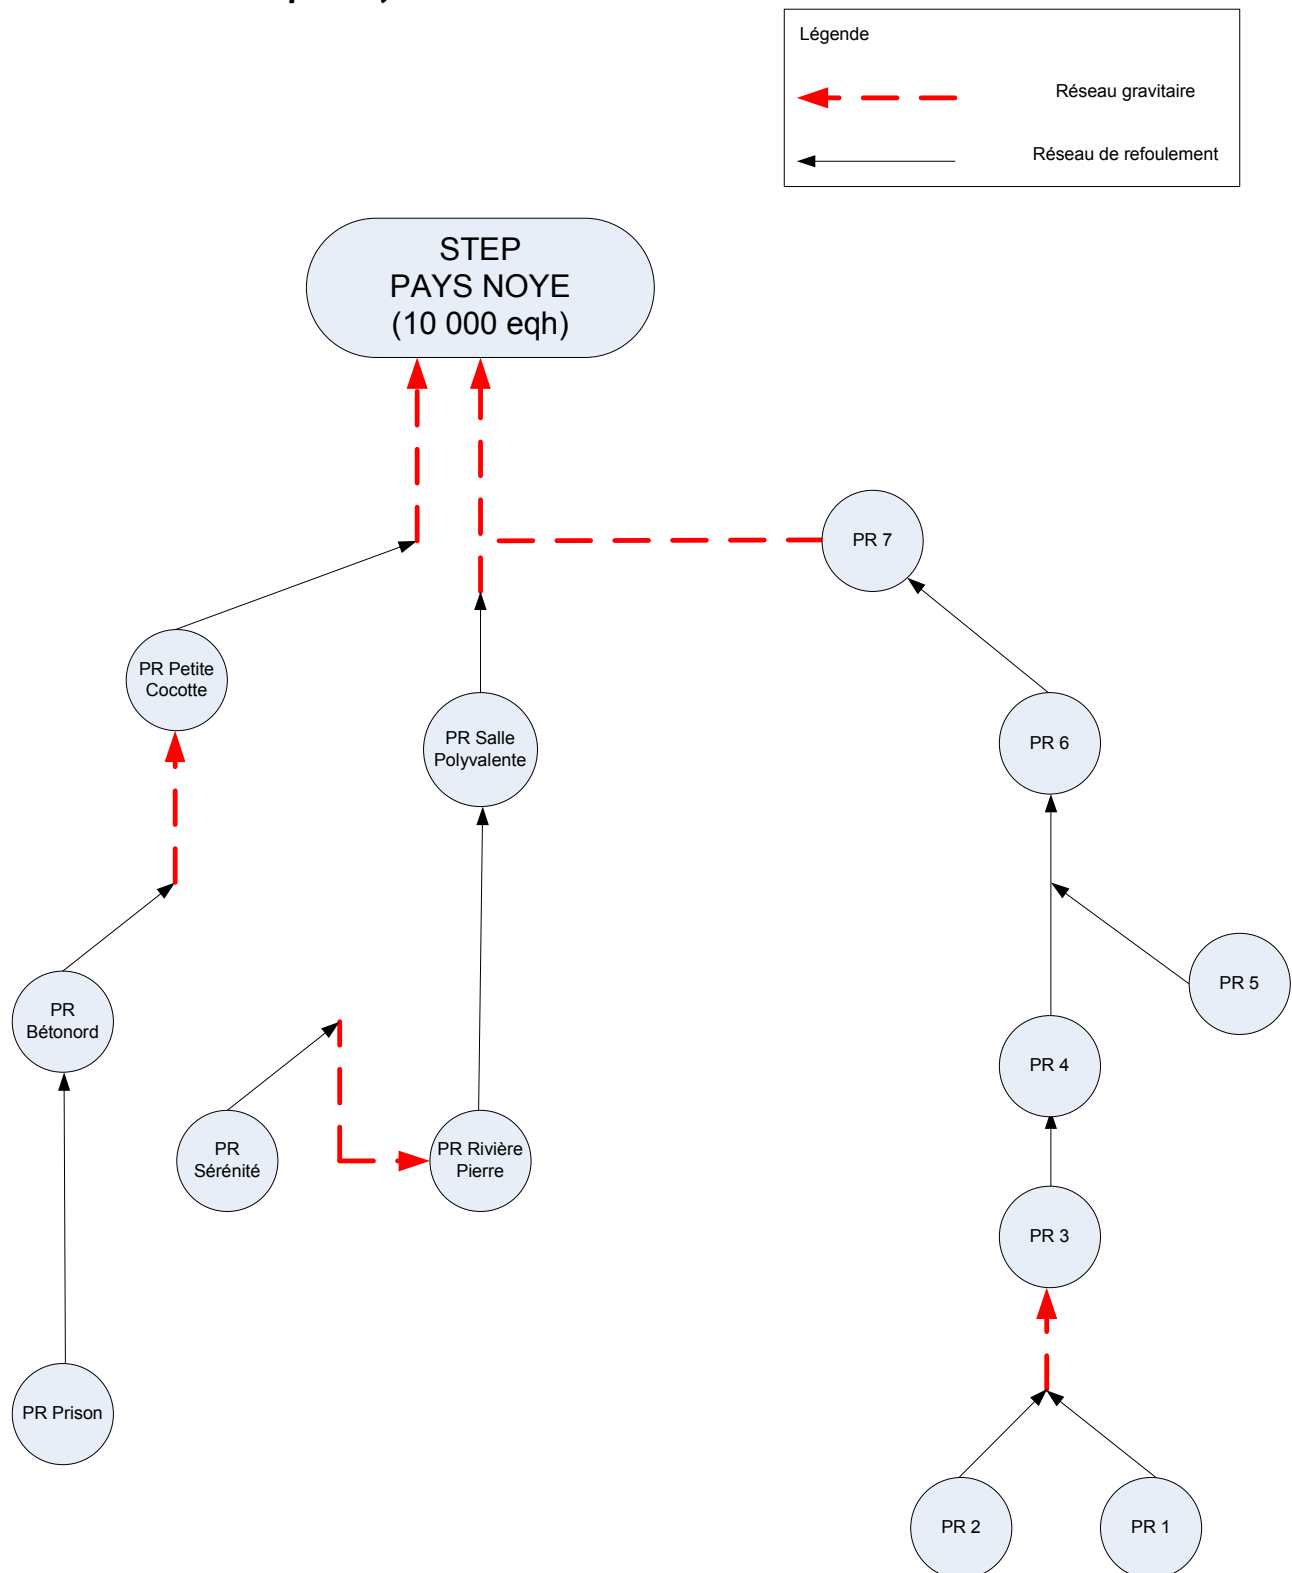 Légende
Réseau gravitaire
Réseau de refoulement
STEP
PAYS NOYE
(10 000 eqh)
PR 7
PR Petite
Cocotte
PR Salle
Polyvalente
PR 6
PR 5
PR
Bétonord
PR 4
PR
Sérénité
PR Rivière
Pierre
PR 3
PR Prison
PR 2
PR 1